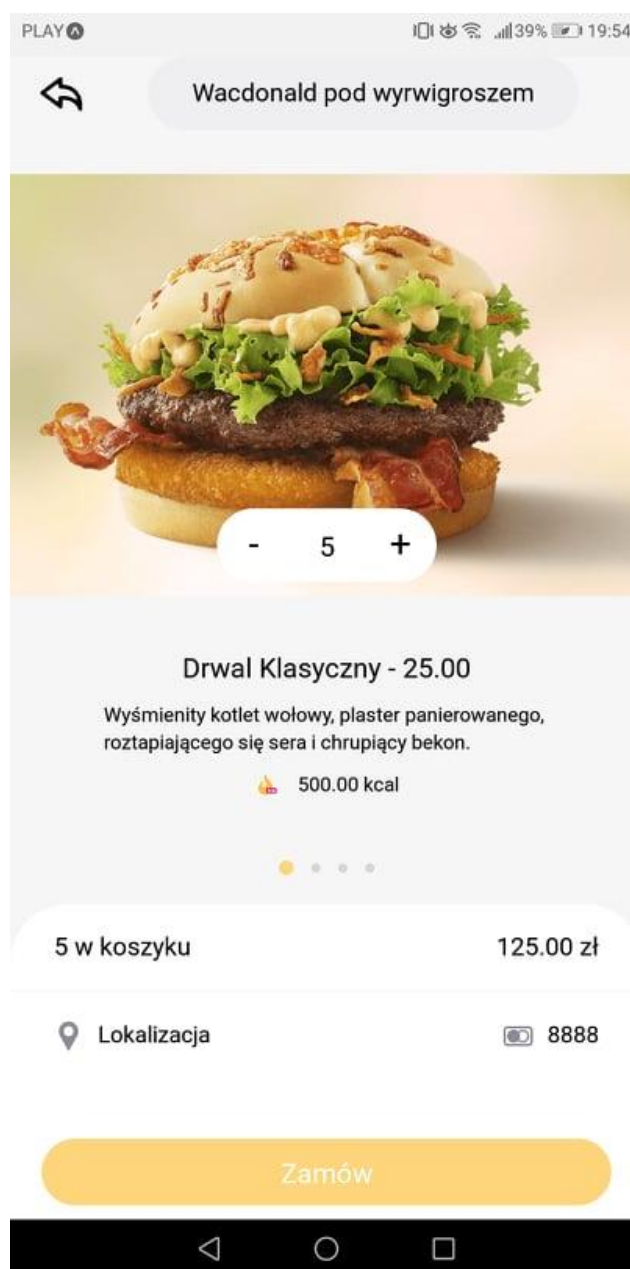 PLAY
39% 19:54
Wacdonald pod wyrwigroszem
- 5 +
Drwal Klasyczny - 25.00
Wyśmienity kotlet wołowy, plaster panierowanego,
roztapiającego się sera i chrupiący bekon.
500.00 kcal
5 w koszyku 125.00 zł
Lokalizacja 8888
Zamów